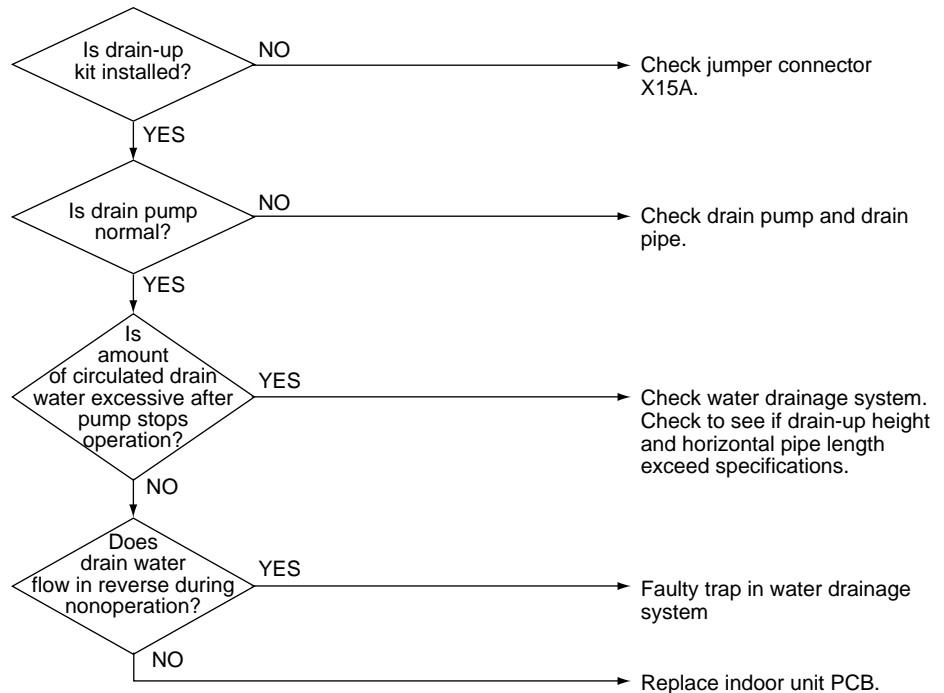 Is drain-up
kit installed?
NO
Check jumper connector
X15A.
YES
Is drain pump
normal?
NO
Check drain pump and drain
pipe.
YES
Is
amount
of circulated drain
water excessive after
pump stops
operation?
YES
Check water drainage system.
Check to see if drain-up height
and horizontal pipe length
exceed specifications.
NO
Does
drain water
flow in reverse during
nonoperation?
YES
Faulty trap in water drainage
system
NO
Replace indoor unit PCB.